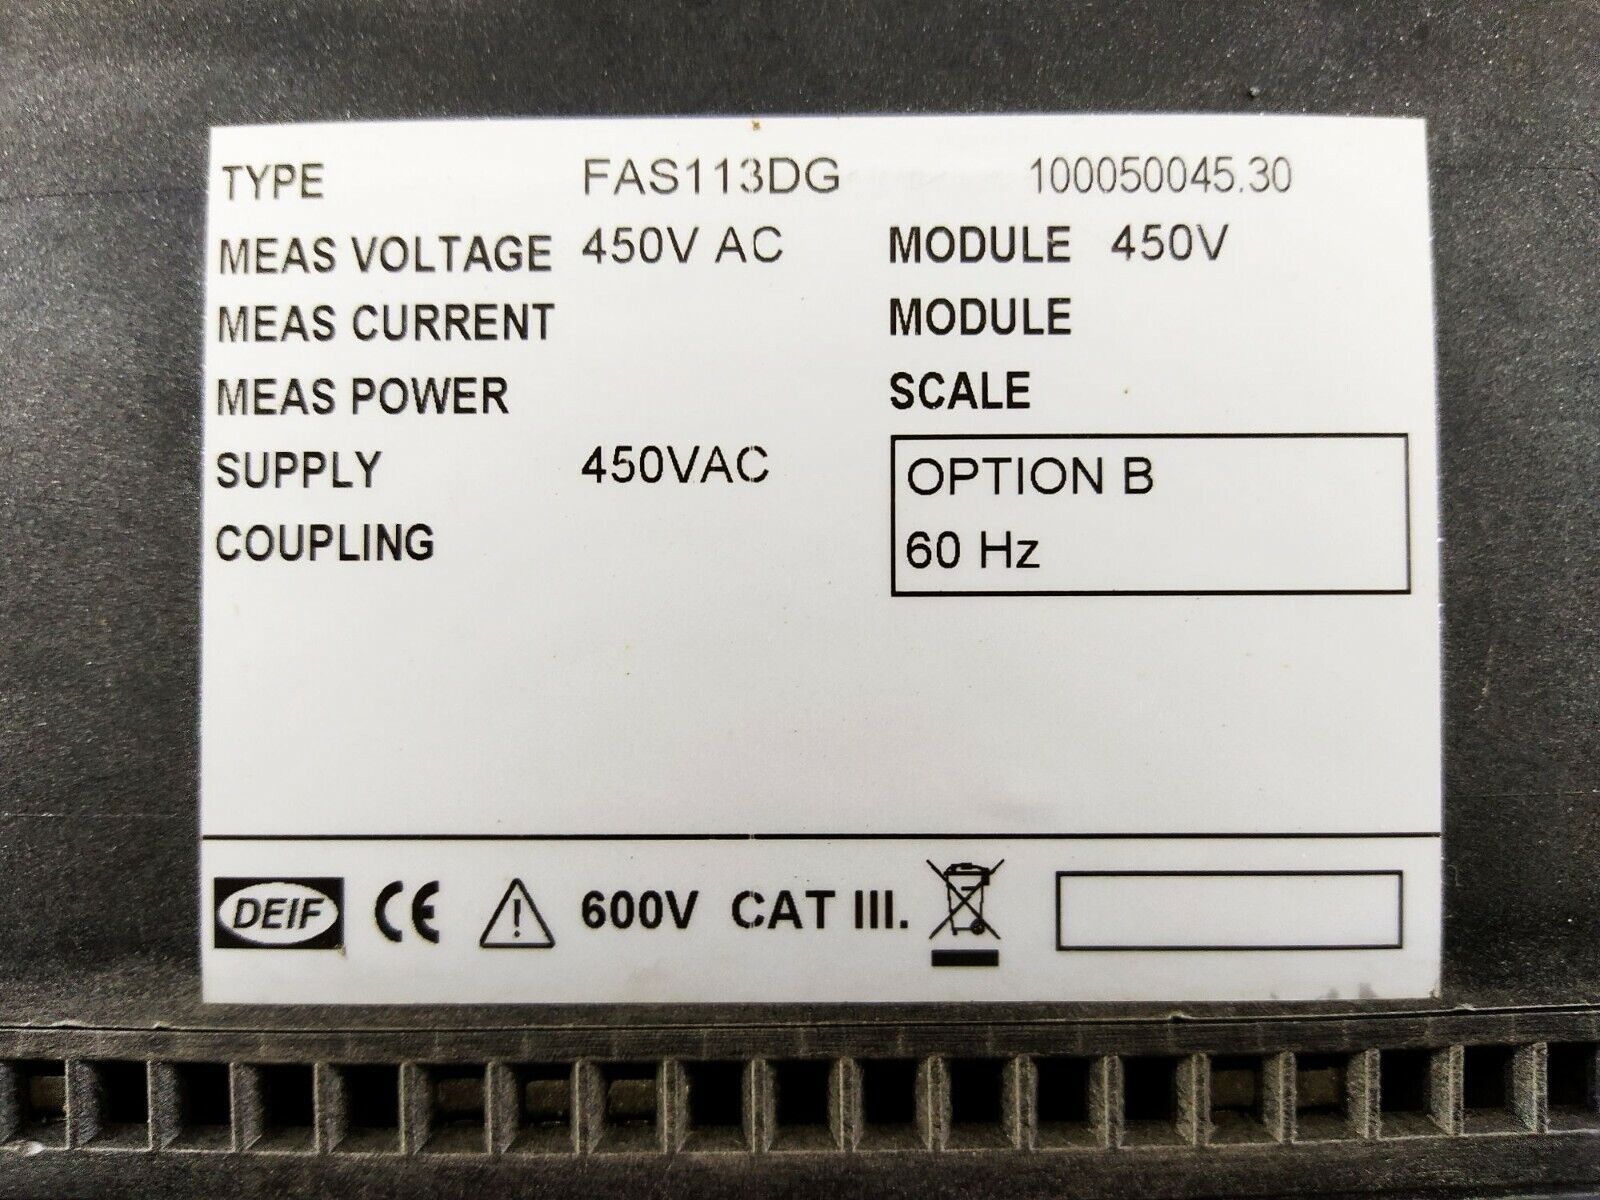 TYPE FAS113DG 100050045.30
MEAS VOLTAGE 450V AC MODULE 450V
MEAS CURRENT MODULE
MEAS POWER SCALE
SUPPLY 450VAC OPTION B
COUPLING 60 Hz
DEIF CE 600V CAT III.